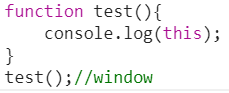 function test(){
    console.log(this);
}
test();//window